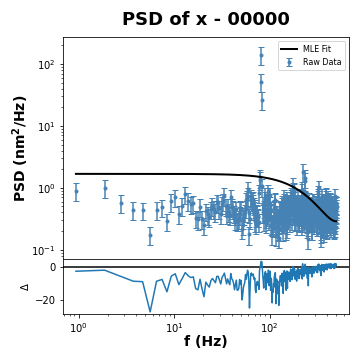 PSD of x - 00000
MLE Fit
Raw Data
PSD (nm²/Hz)
10²
10¹
10⁰
10⁻¹
0
−20
Δ
10⁰
10¹
10²
f (Hz)